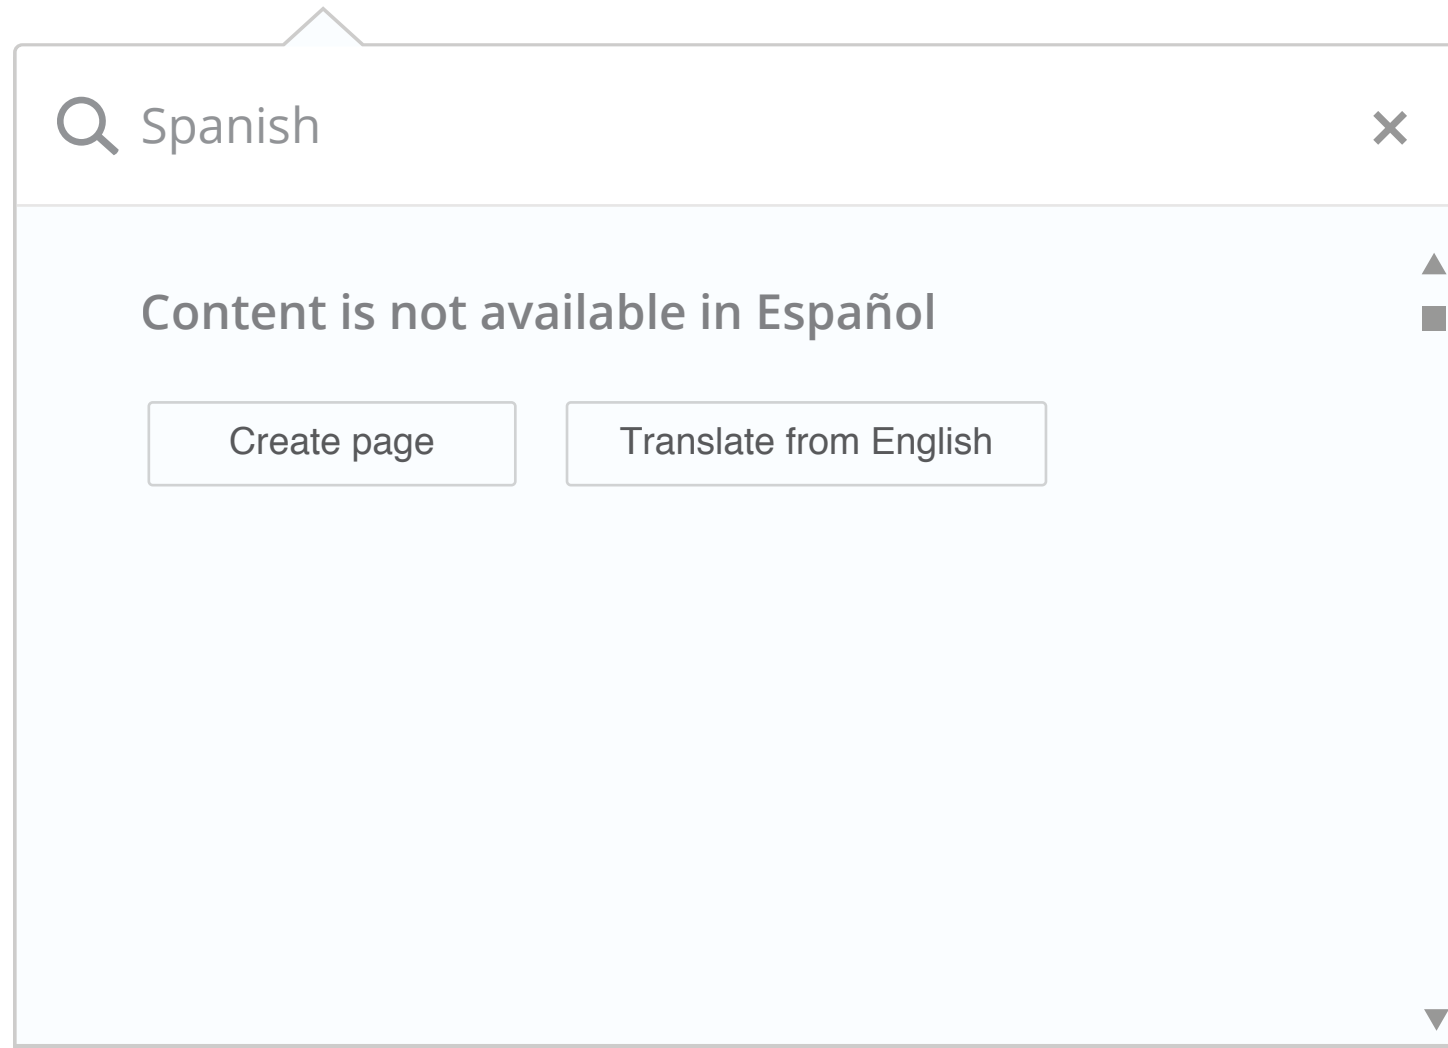 Spanish
Content is not available in Español
Create page
Translate from English